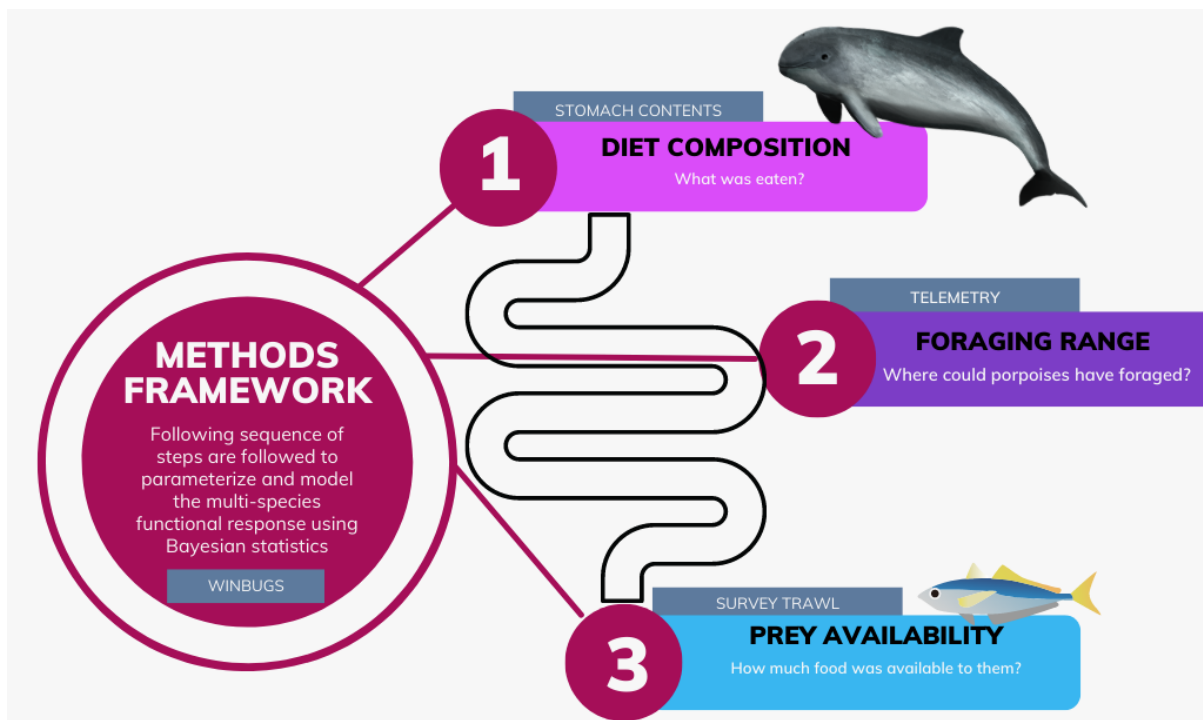 STOMACH CONTENTS
1
DIET COMPOSITION
What was eaten?
TELEMETRY
2
FORAGING RANGE
Where could porpoises have foraged?
METHODS
FRAMEWORK
Following sequence of
steps are followed to
parameterize and model
the multi-species
functional response using
Bayesian statistics
WINBUGS
SURVEY TRAWL
3
PREY AVAILABILITY
How much food was available to them?